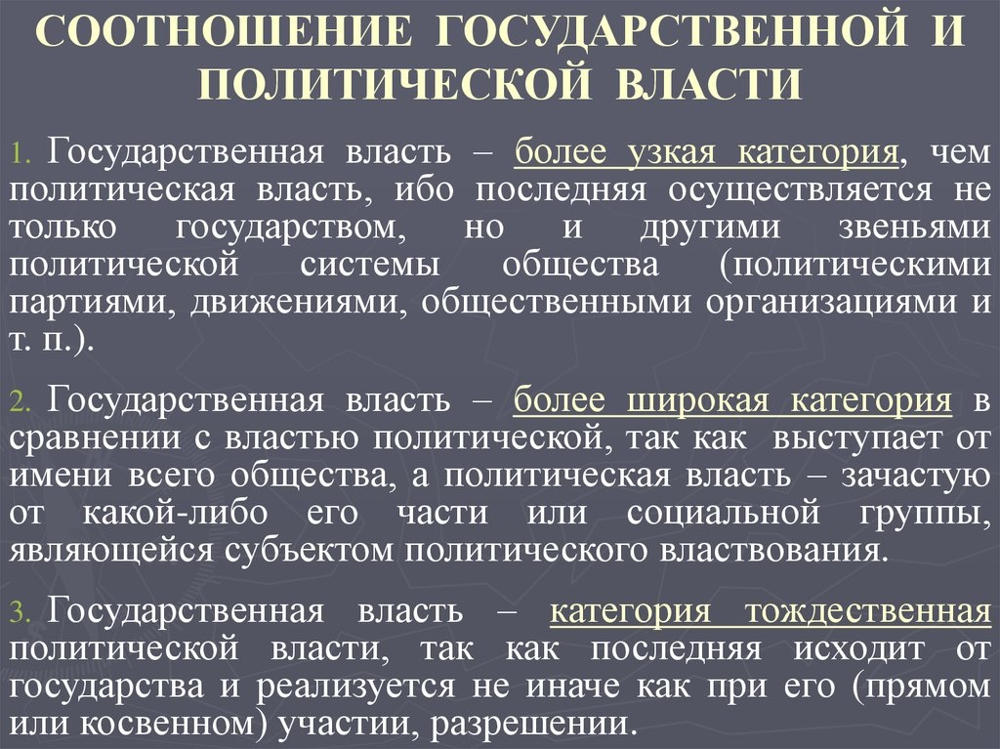 СООТНОШЕНИЕ ГОСУДАРСТВЕННОЙ И
ПОЛИТИЧЕСКОЙ ВЛАСТИ
1. Государственная власть – более узкая категория, чем
политическая власть, ибо последняя осуществляется не
только государством, но и другими звеньями
политической системы общества (политическими
партиями, движениями, общественными организациями и
т. п.).
2. Государственная власть – более широкая категория в
сравнении с властью политической, так как выступает от
имени всего общества, а политическая власть – зачастую
от какой-либо его части или социальной группы,
являющейся субъектом политического властвования.
3. Государственная власть – категория тождественная
политической власти, так как последняя исходит от
государства и реализуется не иначе как при его (прямом
или косвенном) участии, разрешении.